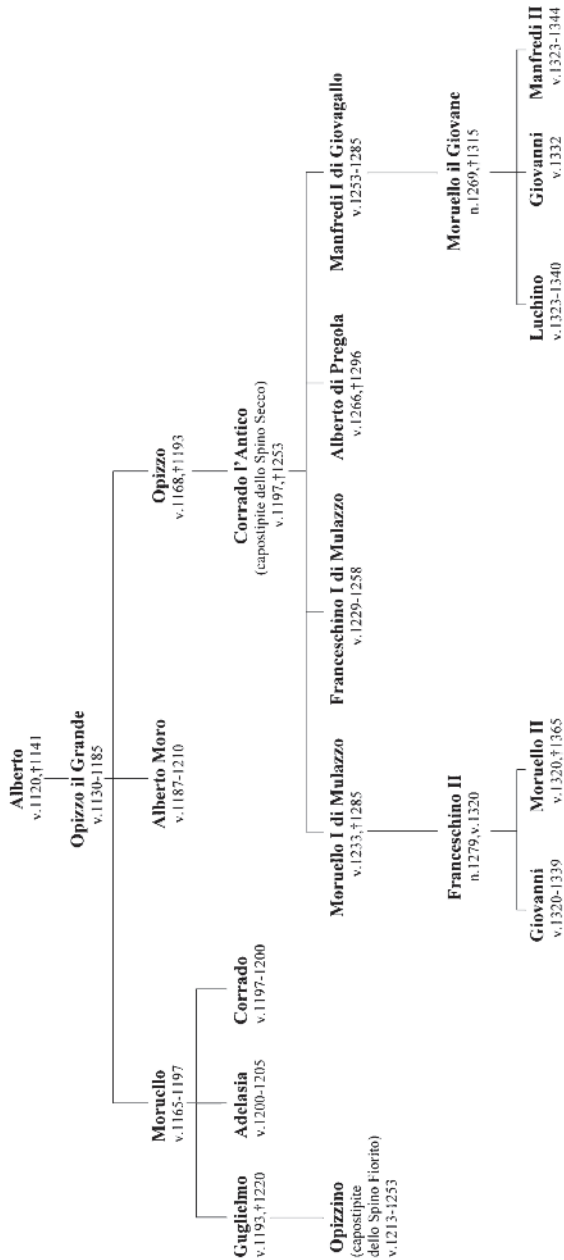 Alberto
v.1120,†1141
Opizzo il Grande
v.1130-1185
Moruello
v.1165-1197
Alberto Moro
v.1187-1210
Opizzo
v.1168,†1193
Guglielmo
v.1193,†1220
Adelasia
v.1200-1205
Corrado
v.1197-1200
Corrado l'Antico
(capostipite dello Spino Secco)
v.1197,†1253
Opizzino
(capostipite
dello Spino Fiorito)
v.1213-1253
Moruello I di Mulazzo
v.1233,†1285
Franceschino I di Mulazzo
v.1229-1258
Alberto di Pregola
v.1266,†1296
Manfredi I di Giovagallo
v.1253-1285
Franceschino II
n.1279,v.1320
Moruello il Giovane
n.1269,†1315
Giovanni
v.1320-1339
Moruello II
v.1320,†1365
Luchino
v.1323-1340
Giovanni
v.1332
Manfredi II
v.1323-1344